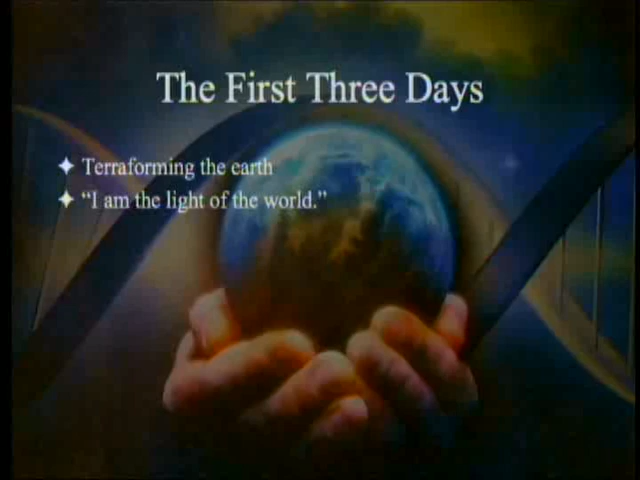 The First Three Days
Terraforming the earth
“I am the light of the world.”